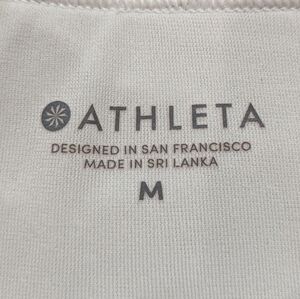 ATHLETA
DESIGNED IN SAN FRANCISCO
MADE IN SRI LANKA
M